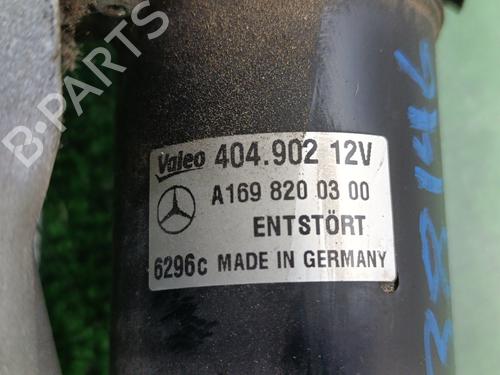 Valeo 404.902 12V
A169 820 03 00
ENTSTÖRT
6296c MADE IN GERMANY
B-PARTS